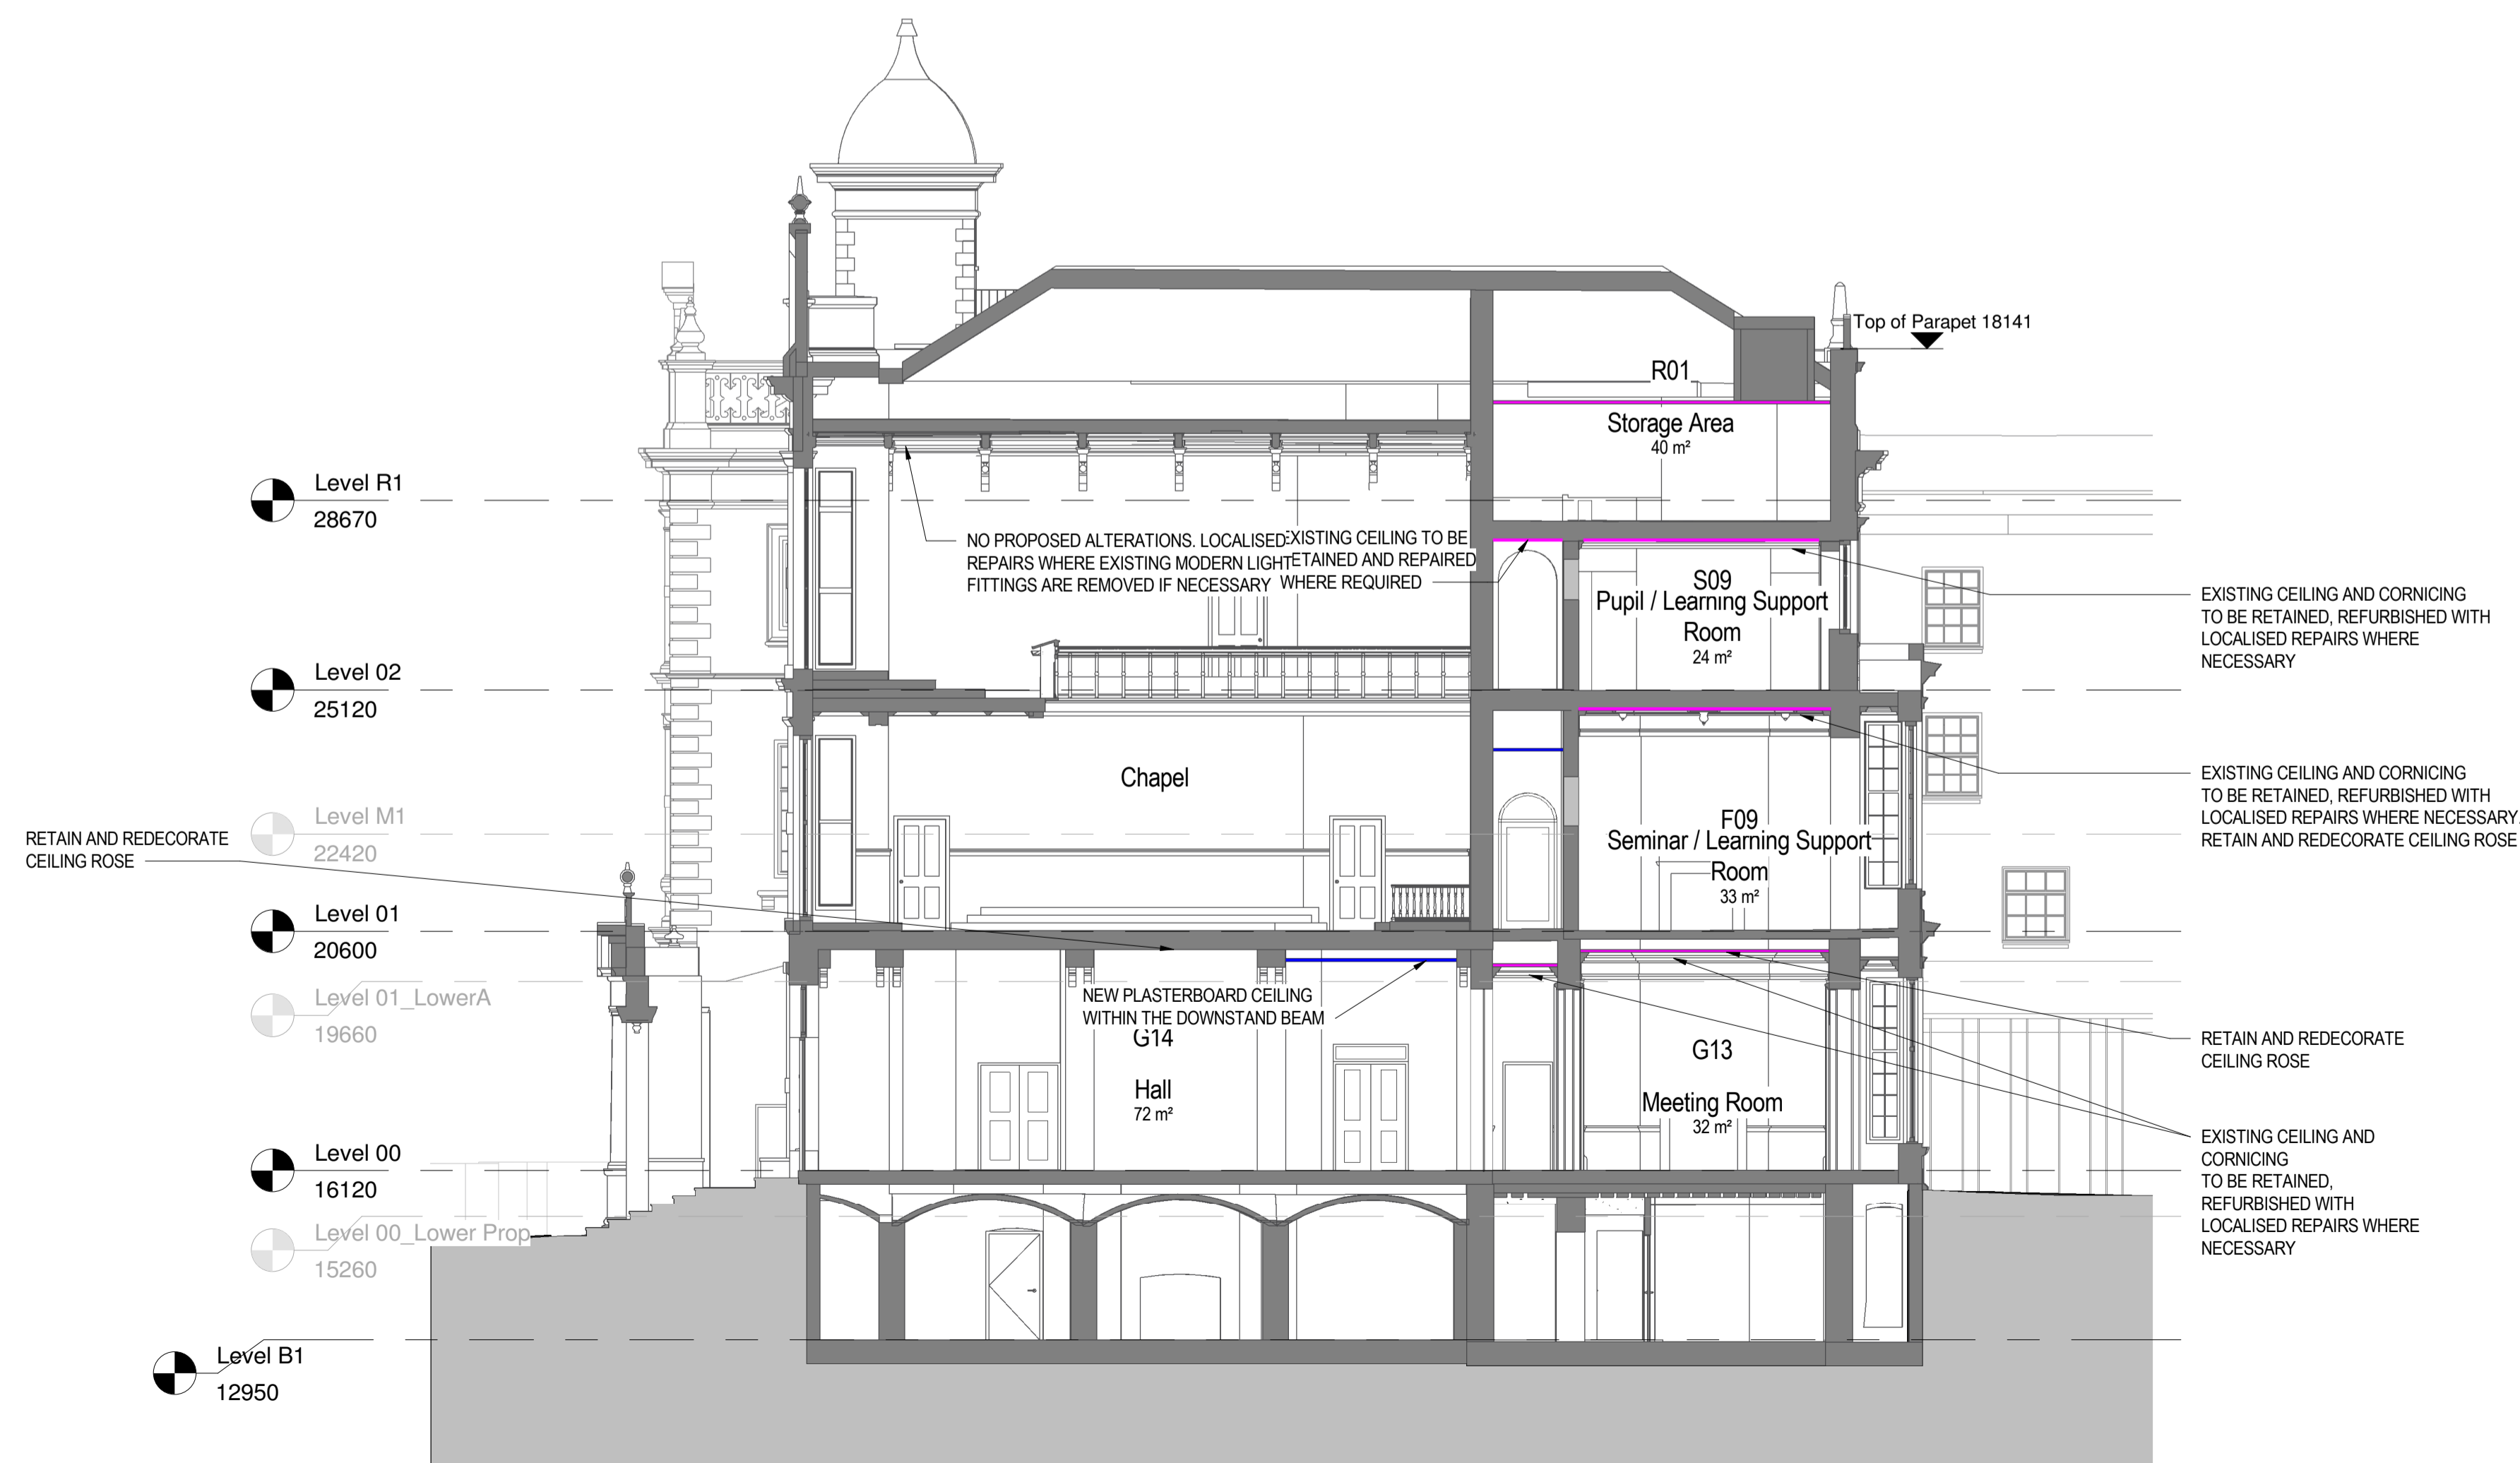 Top of Parapet 18141
R01
Storage Area
40 m²
Level R1
28670
NO PROPOSED ALTERATIONS. LOCALISED
REPAIRS WHERE EXISTING MODERN LIGHT
FITTINGS ARE REMOVED IF NECESSARY
EXISTING CEILING TO BE
RETAINED AND REPAIRED
WHERE REQUIRED
S09
Pupil / Learning Support
Room
24 m²
EXISTING CEILING AND CORNICING
TO BE RETAINED, REFURBISHED WITH
LOCALISED REPAIRS WHERE
NECESSARY
Level 02
25120
Chapel
EXISTING CEILING AND CORNICING
TO BE RETAINED, REFURBISHED WITH
LOCALISED REPAIRS WHERE NECESSARY.
RETAIN AND REDECORATE CEILING ROSE
Level M1
22420
RETAIN AND REDECORATE
CEILING ROSE
F09
Seminar / Learning Support
Room
33 m²
Level 01
20600
Level 01_LowerA
19660
NEW PLASTERBOARD CEILING
WITHIN THE DOWNSTAND BEAM
G14
Hall
72 m²
G13
Meeting Room
32 m²
RETAIN AND REDECORATE
CEILING ROSE
EXISTING CEILING AND
CORNICING
TO BE RETAINED,
REFURBISHED WITH
LOCALISED REPAIRS WHERE
NECESSARY
Level 00
16120
Level 00_Lower Prop
15260
Level B1
12950